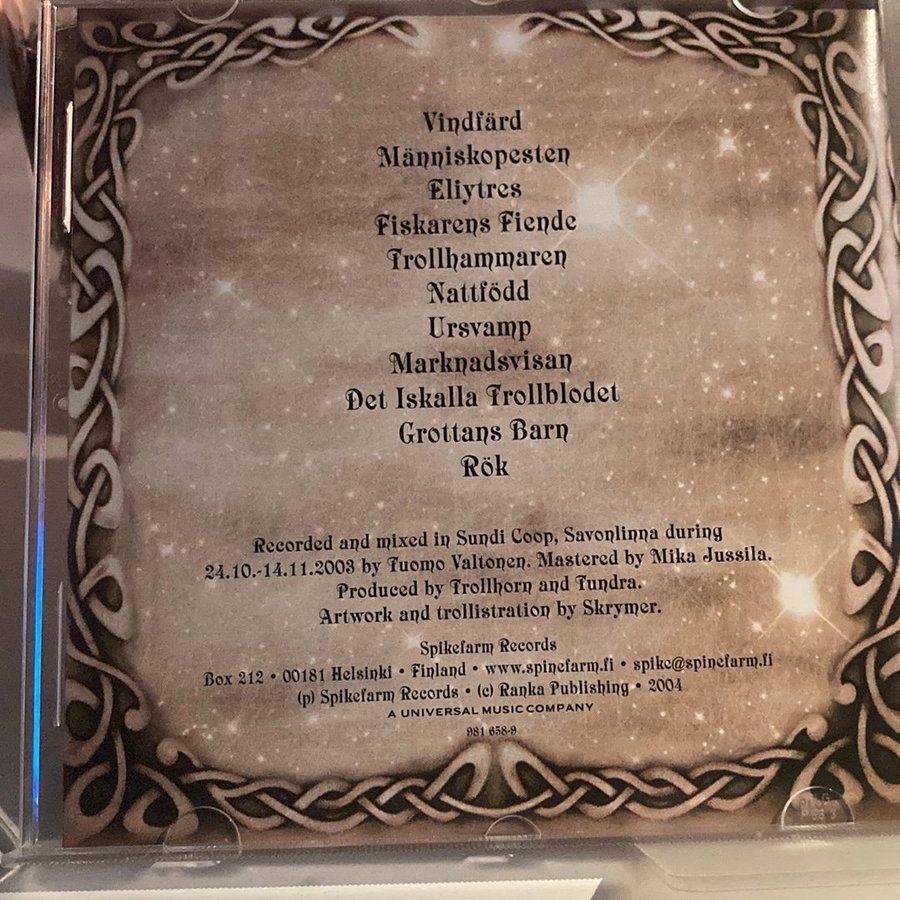 Vindfärd
Människopesten
Eliytres
Fiskarens Fiende
Trollhammaren
Nattfödd
Ursvamp
Marknadsvisan
Det Iskalla Trollblodet
Grottans Barn
Rök
Recorded and mixed in Sundi Coop, Savonlinna during
24.10.-14.11.2003 by Tuomo Valtonen. Mastered by Mika Jussila.
Produced by Trollhorn and Tundra.
Artwork and trollistration by Skrymer.
Spikefarm Records
Box 212 • 00181 Helsinki • Finland • www.spinefarm.fi • spike@spinefarm.fi
(p) Spikefarm Records • (c) Ranka Publishing • 2004
A UNIVERSAL MUSIC COMPANY
981 658-9